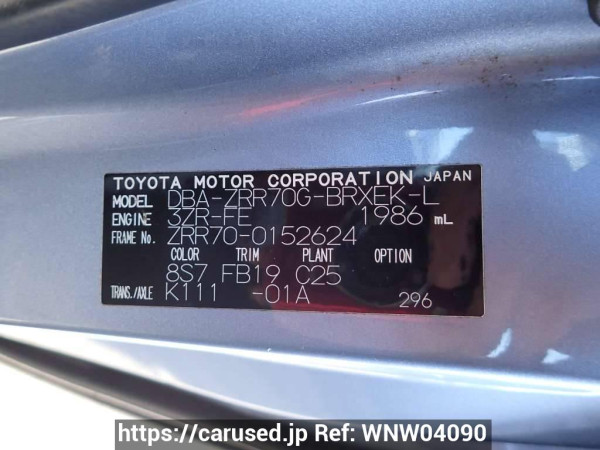 TOYOTA MOTOR CORPORATION JAPAN
MODEL DBA-ZRR70G-BRXEK-L
ENGINE 3ZR-FE 1986 mL
FRAME No. ZRR70-0152624
COLOR TRIM PLANT OPTION
8S7 FB19 C25
TRANS./AXLE K111 -01A 296
https://carused.jp Ref: WNW04090